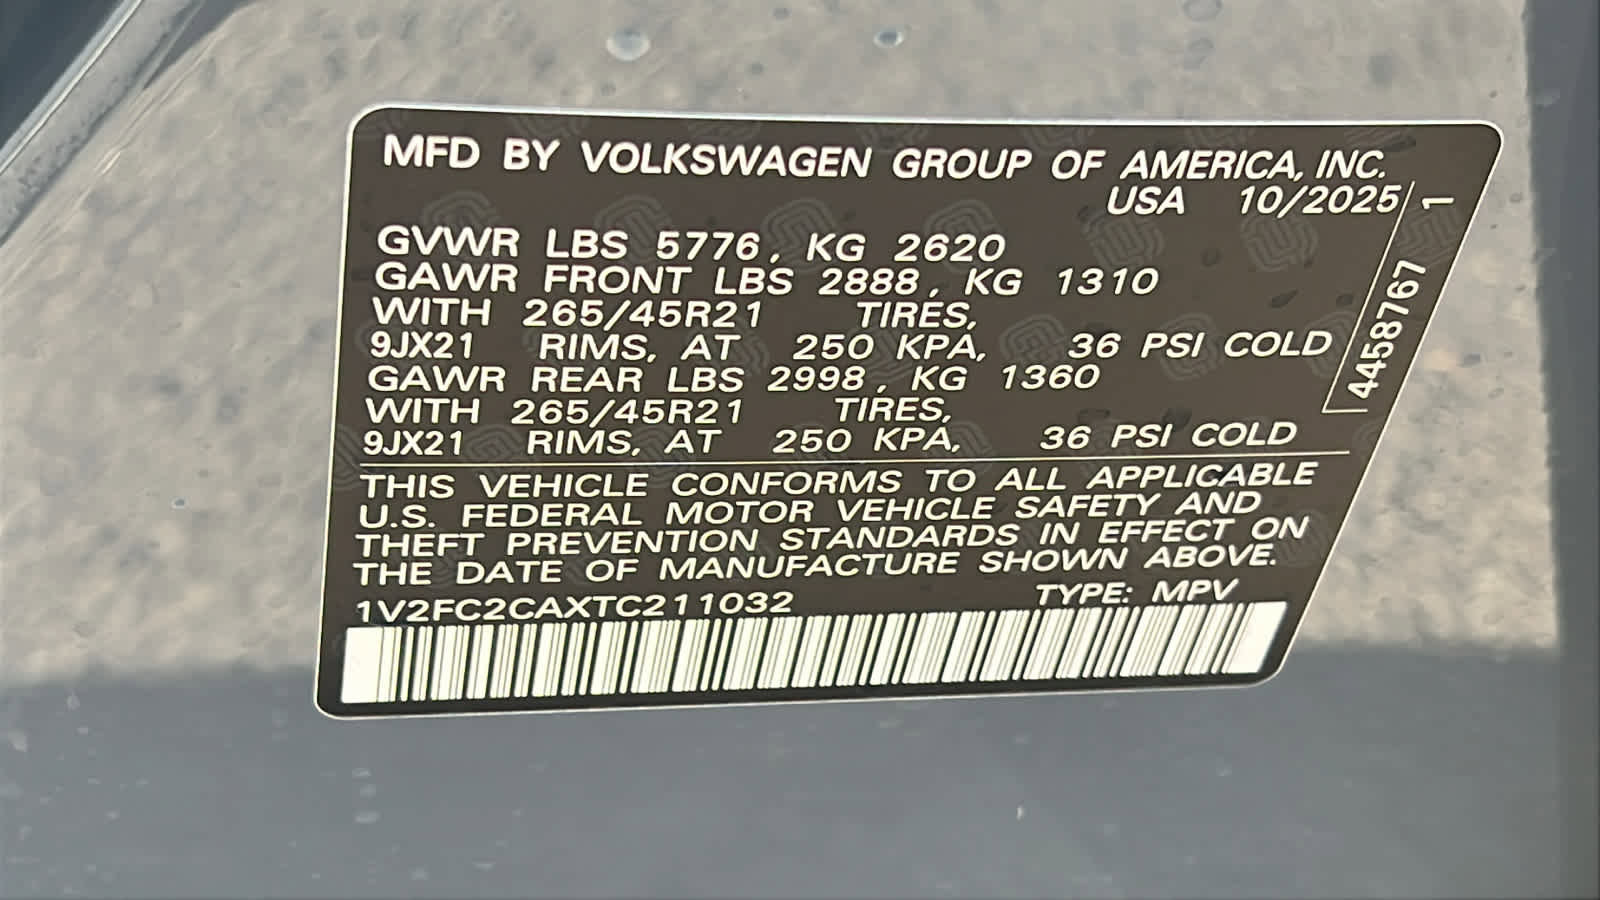 MFD BY VOLKSWAGEN GROUP OF AMERICA, INC.
USA 10/2025
GVWR LBS 5776, KG 2620
GAWR FRONT LBS 2888, KG 1310
WITH 265/45R21 TIRES,
9JX21 RIMS, AT 250 KPA, 36 PSI COLD
GAWR REAR LBS 2998, KG 1360
WITH 265/45R21 TIRES,
9JX21 RIMS, AT 250 KPA, 36 PSI COLD
THIS VEHICLE CONFORMS TO ALL APPLICABLE
U.S. FEDERAL MOTOR VEHICLE SAFETY AND
THEFT PREVENTION STANDARDS IN EFFECT ON
THE DATE OF MANUFACTURE SHOWN ABOVE.
1V2FC2CAXTC211032 TYPE: MPV
4458767 1